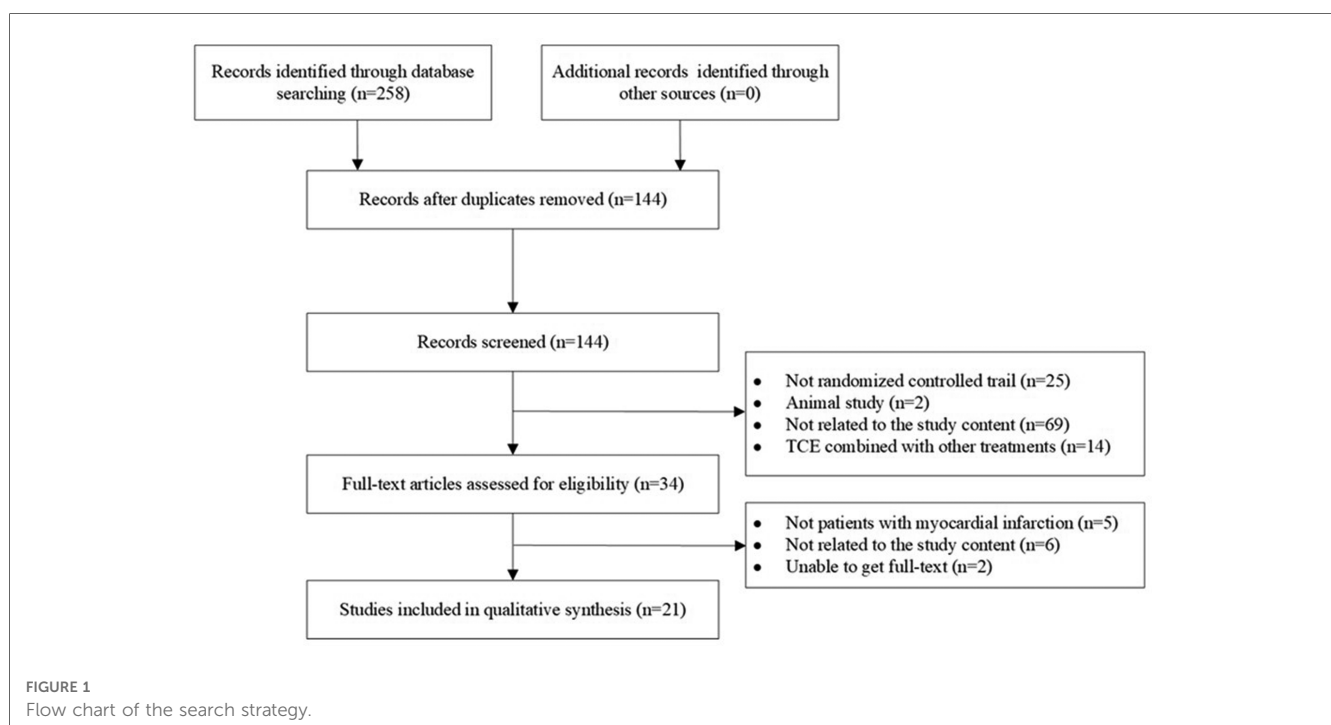 Records identified through database
searching (n=258)
Additional records identified through
other sources (n=0)
Records after duplicates removed (n=144)
Records screened (n=144)
• Not randomized controlled trail (n=25)
• Animal study (n=2)
• Not related to the study content (n=69)
• TCE combined with other treatments (n=14)
Full-text articles assessed for eligibility (n=34)
• Not patients with myocardial infarction (n=5)
• Not related to the study content (n=6)
• Unable to get full-text (n=2)
Studies included in qualitative synthesis (n=21)
FIGURE 1
Flow chart of the search strategy.